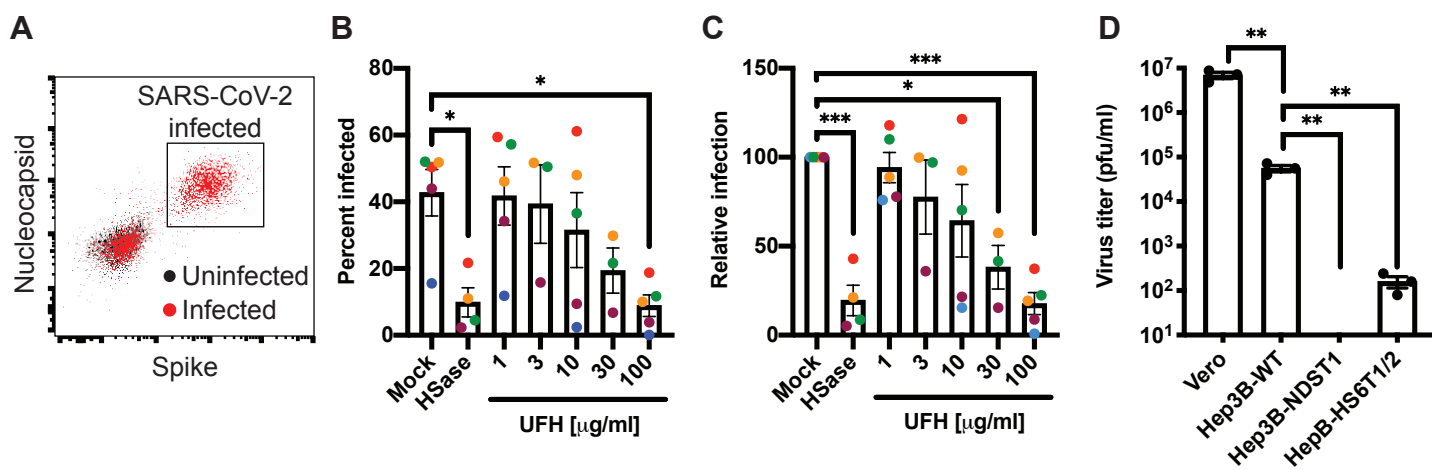 A
Nucleocapsid
SARS-CoV-2
infected
Uninfected
Infected
Spike
B
Percent infected
80
60
40
20
0
*
*
Mock
HSase
1
3
10
30
100
UFH [μg/ml]
C
Relative infection
150
100
50
0
***
*
***
Mock
HSase
1
3
10
30
100
UFH [μg/ml]
D
Virus titer (pfu/ml)
10⁷
10⁶
10⁵
10⁴
10³
10²
10¹
**
**
**
Vero
Hep3B-WT
Hep3B-NDST1
HepB-HS6T1/2